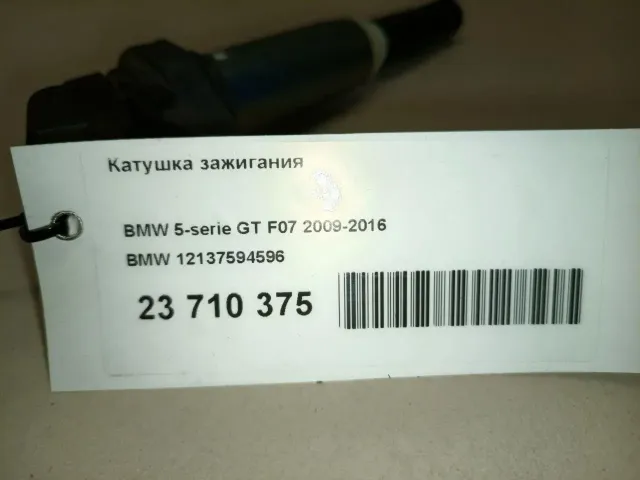 Катушка зажигания
BMW 5-serie GT F07 2009-2016
BMW 12137594596
23 710 375